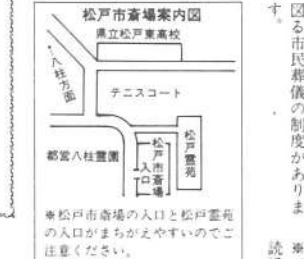 松戸市斎場案内図
県立松戸東高校
至八柱方面
テニスコート
都営八柱霊園
松戸市斎場
入口
松戸霊苑
※松戸市斎場の入口と松戸霊苑
の入口がまちがえやすいのでご
注意ください。
る市民葬儀の制度があります。